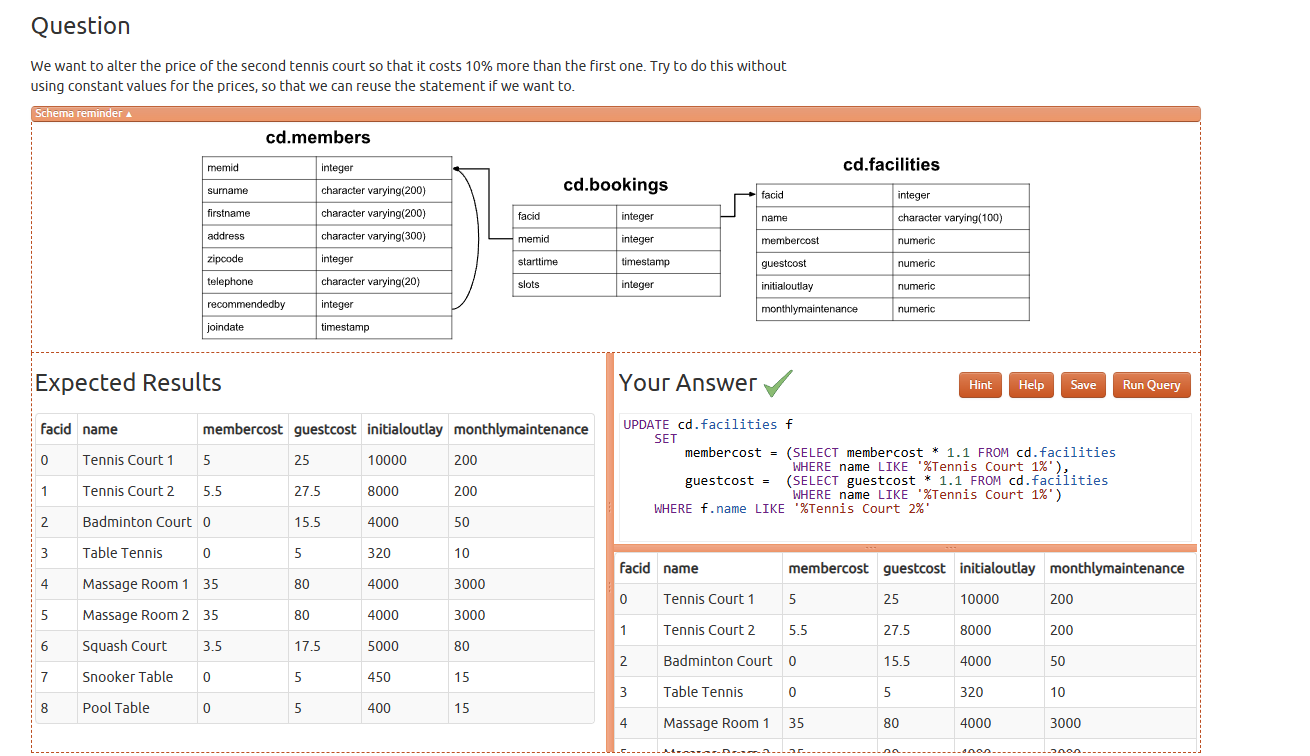 Question
We want to alter the price of the second tennis court so that it costs 10% more than the first one. Try to do this without
using constant values for the prices, so that we can reuse the statement if we want to.
Schema reminder ▲
cd.members
memid integer
surname character varying(200)
firstname character varying(200)
address character varying(300)
zipcode integer
telephone character varying(20)
recommendedby integer
joindate timestamp
cd.bookings
facid integer
memid integer
starttime timestamp
slots integer
cd.facilities
facid integer
name character varying(100)
membercost numeric
guestcost numeric
initialoutlay numeric
monthlymaintenance numeric
Expected Results
facid name membercost guestcost initialoutlay monthlymaintenance
0 Tennis Court 1 5 25 10000 200
1 Tennis Court 2 5.5 27.5 8000 200
2 Badminton Court 0 15.5 4000 50
3 Table Tennis 0 5 320 10
4 Massage Room 1 35 80 4000 3000
5 Massage Room 2 35 80 4000 3000
6 Squash Court 3.5 17.5 5000 80
7 Snooker Table 0 5 450 15
8 Pool Table 0 5 400 15
Your Answer
Hint Help Save Run Query
UPDATE cd.facilities f
SET
membercost = (SELECT membercost * 1.1 FROM cd.facilities
WHERE name LIKE '%Tennis Court 1%'),
guestcost = (SELECT guestcost * 1.1 FROM cd.facilities
WHERE name LIKE '%Tennis Court 1%')
WHERE f.name LIKE '%Tennis Court 2%'
facid name membercost guestcost initialoutlay monthlymaintenance
0 Tennis Court 1 5 25 10000 200
1 Tennis Court 2 5.5 27.5 8000 200
2 Badminton Court 0 15.5 4000 50
3 Table Tennis 0 5 320 10
4 Massage Room 1 35 80 4000 3000